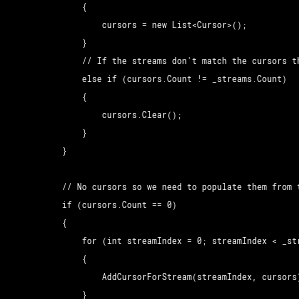 {
cursors = new List<Cursor>();
}
// If the streams don't match the cursors
else if (cursors.Count != _streams.Count)
{
cursors.Clear();
}
}
// No cursors so we need to populate them from
if (cursors.Count == 0)
{
for (int streamIndex = 0; streamIndex <
{
AddCursorForStream(streamIndex, cursors
}